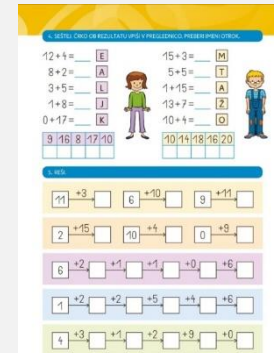 4. SEŠTEJ. ČRKO OB REZULTATU UPIŠI V PREGLEDNICO. PREBERI IMENI OTROK.
12+4= E
8+2= A
3+5= L
1+8= J
0+17= K
9 16 8 17 10
15+3= M
5+5= T
1+15= A
13+7= Ž
10+4= O
10 14 18 16 20
5. REŠI.
11 +3 6 +10 9 +11
2 +15 10 +4 0 +9
6 +2 +1 +1 +0 +6
1 +2 +2 +5 +4 +6
4 +3 +1 +2 +9 +0